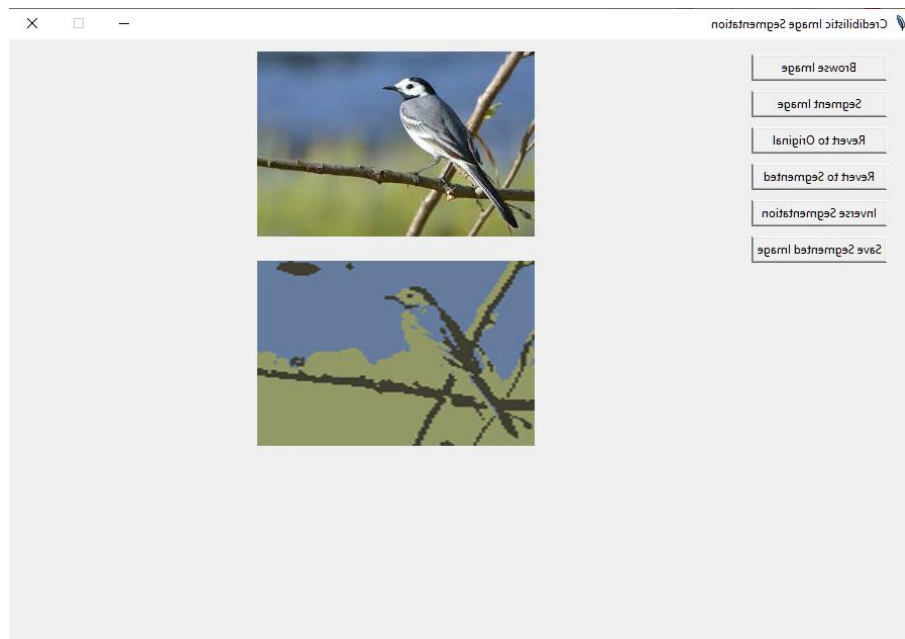 Credibilistic Image Segmentation
Browse Image
Segment Image
Revert to Original
Revert to Segmented
Inverse Segmentation
Save Segmented Image